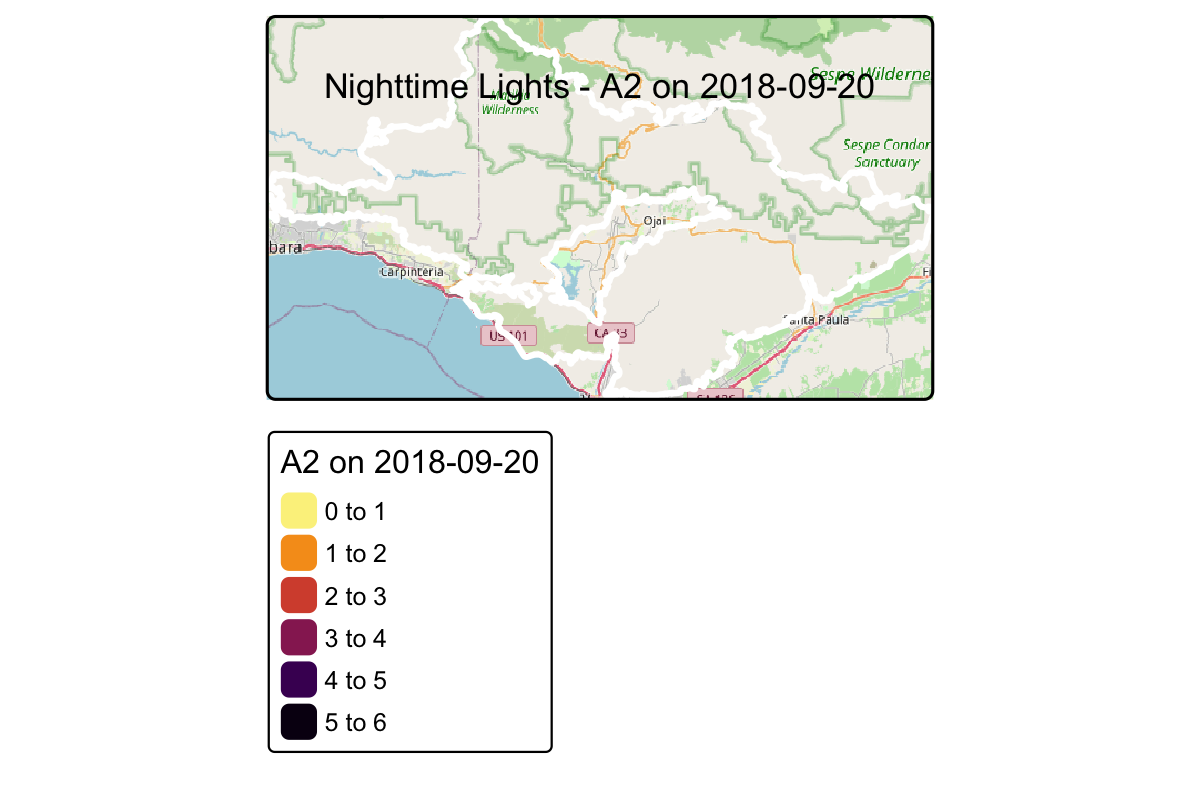 Nighttime Lights - A2 on 2018-09-20
Sespe Wilderne
Wilderness
Sespe Condor
Sanctuary
Ojai
bara
Carpinteria
Fi
US 101
CA 33
Santa Paula
A2 on 2018-09-20
0 to 1
1 to 2
2 to 3
3 to 4
4 to 5
5 to 6